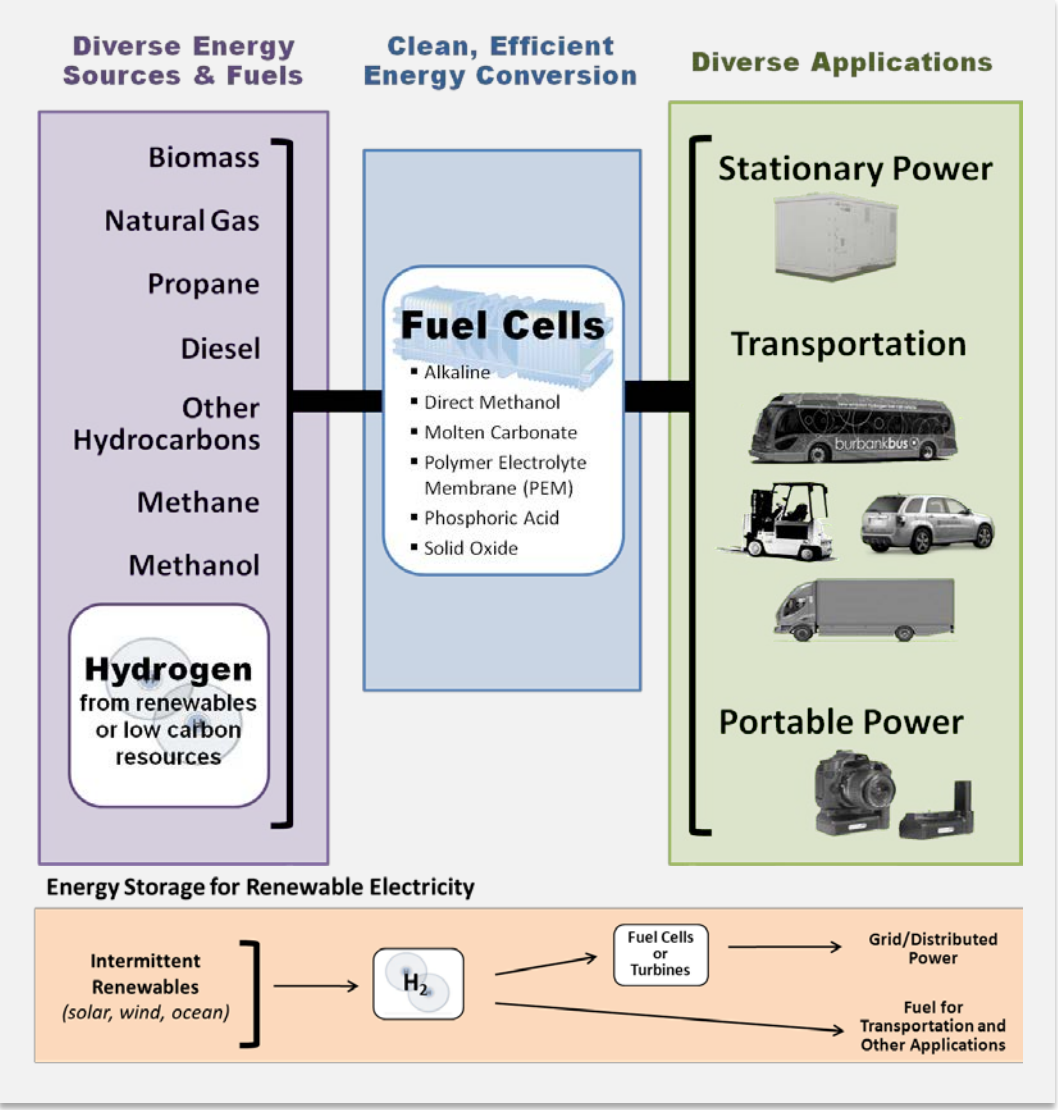 Diverse Energy
Sources & Fuels
Biomass
Natural Gas
Propane
Diesel
Other
Hydrocarbons
Methane
Methanol
Hydrogen
from renewables
or low carbon
resources
Clean, Efficient
Energy Conversion
Fuel Cells
▪ Alkaline
▪ Direct Methanol
▪ Molten Carbonate
▪ Polymer Electrolyte
Membrane (PEM)
▪ Phosphoric Acid
▪ Solid Oxide
Diverse Applications
Stationary Power
Transportation
burbankbus
Portable Power
Energy Storage for Renewable Electricity
Intermittent
Renewables
(solar, wind, ocean)
H₂
Fuel Cells
or
Turbines
Grid/Distributed
Power
Fuel for
Transportation and
Other Applications